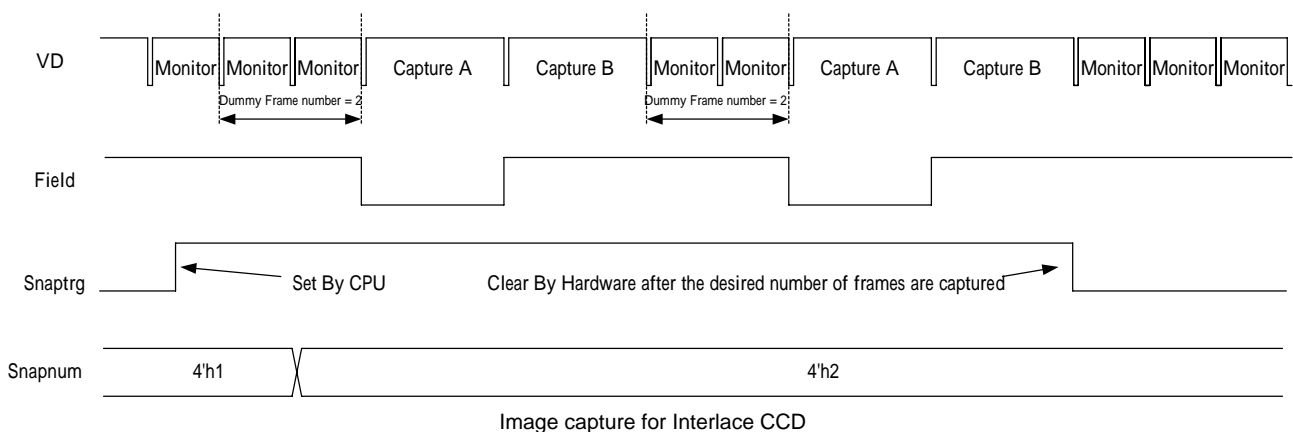 VD
Monitor Monitor Monitor Capture A Capture B Monitor Monitor Capture A Capture B Monitor Monitor Monitor
Dummy Frame number = 2 Dummy Frame number = 2
Field
Snaptrg Set By CPU Clear By Hardware after the desired number of frames are captured
Snapnum 4'h1 4'h2
Image capture for Interlace CCD